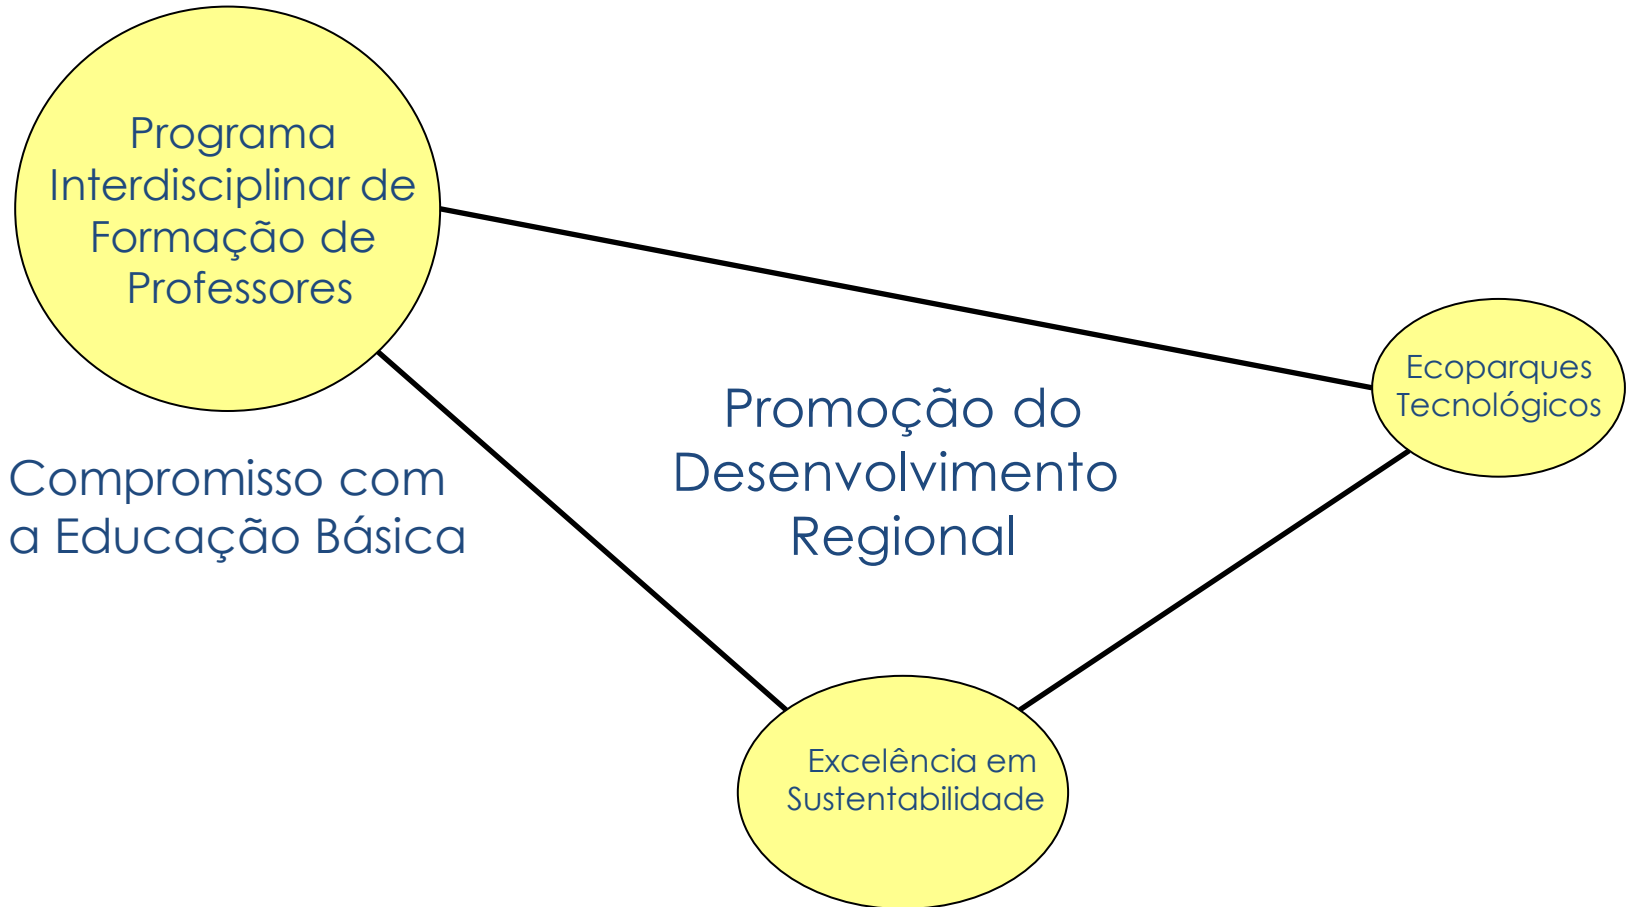 Programa
Interdisciplinar de
Formação de
Professores
Compromisso com
a Educação Básica
Promoção do
Desenvolvimento
Regional
Ecoparques
Tecnológicos
Excelência em
Sustentabilidade